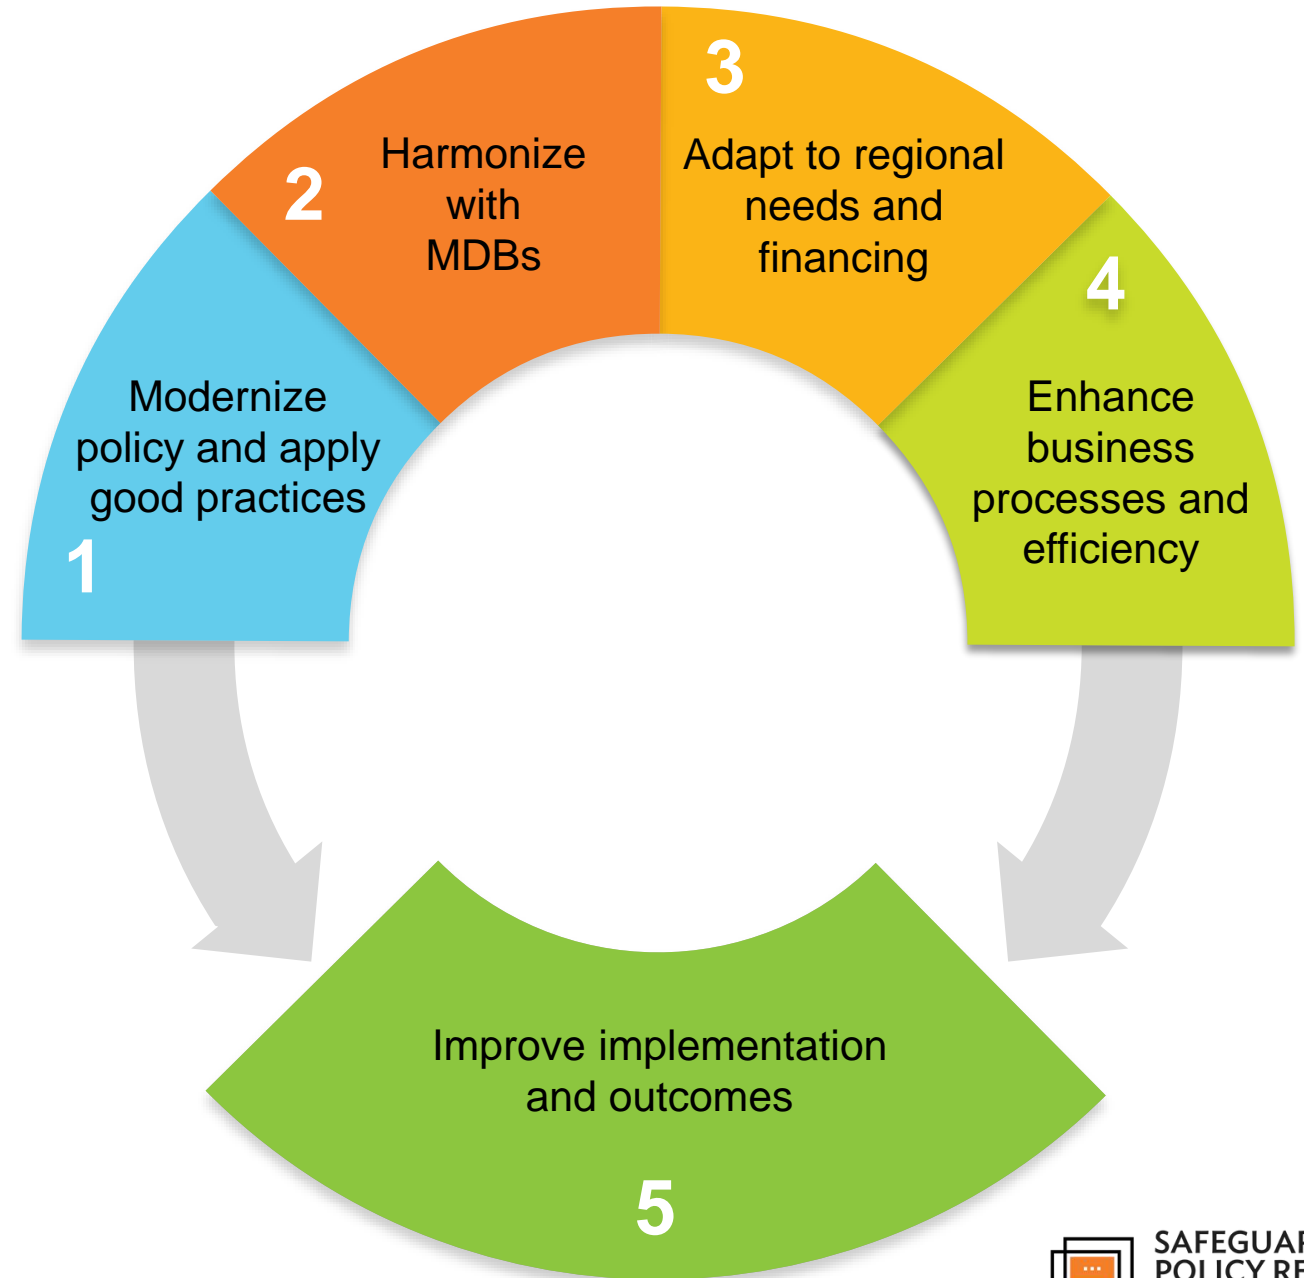 1
Modernize
policy and apply
good practices
2
Harmonize
with
MDBs
3
Adapt to regional
needs and
financing
4
Enhance
business
processes and
efficiency
Improve implementation
and outcomes
5
POLICY